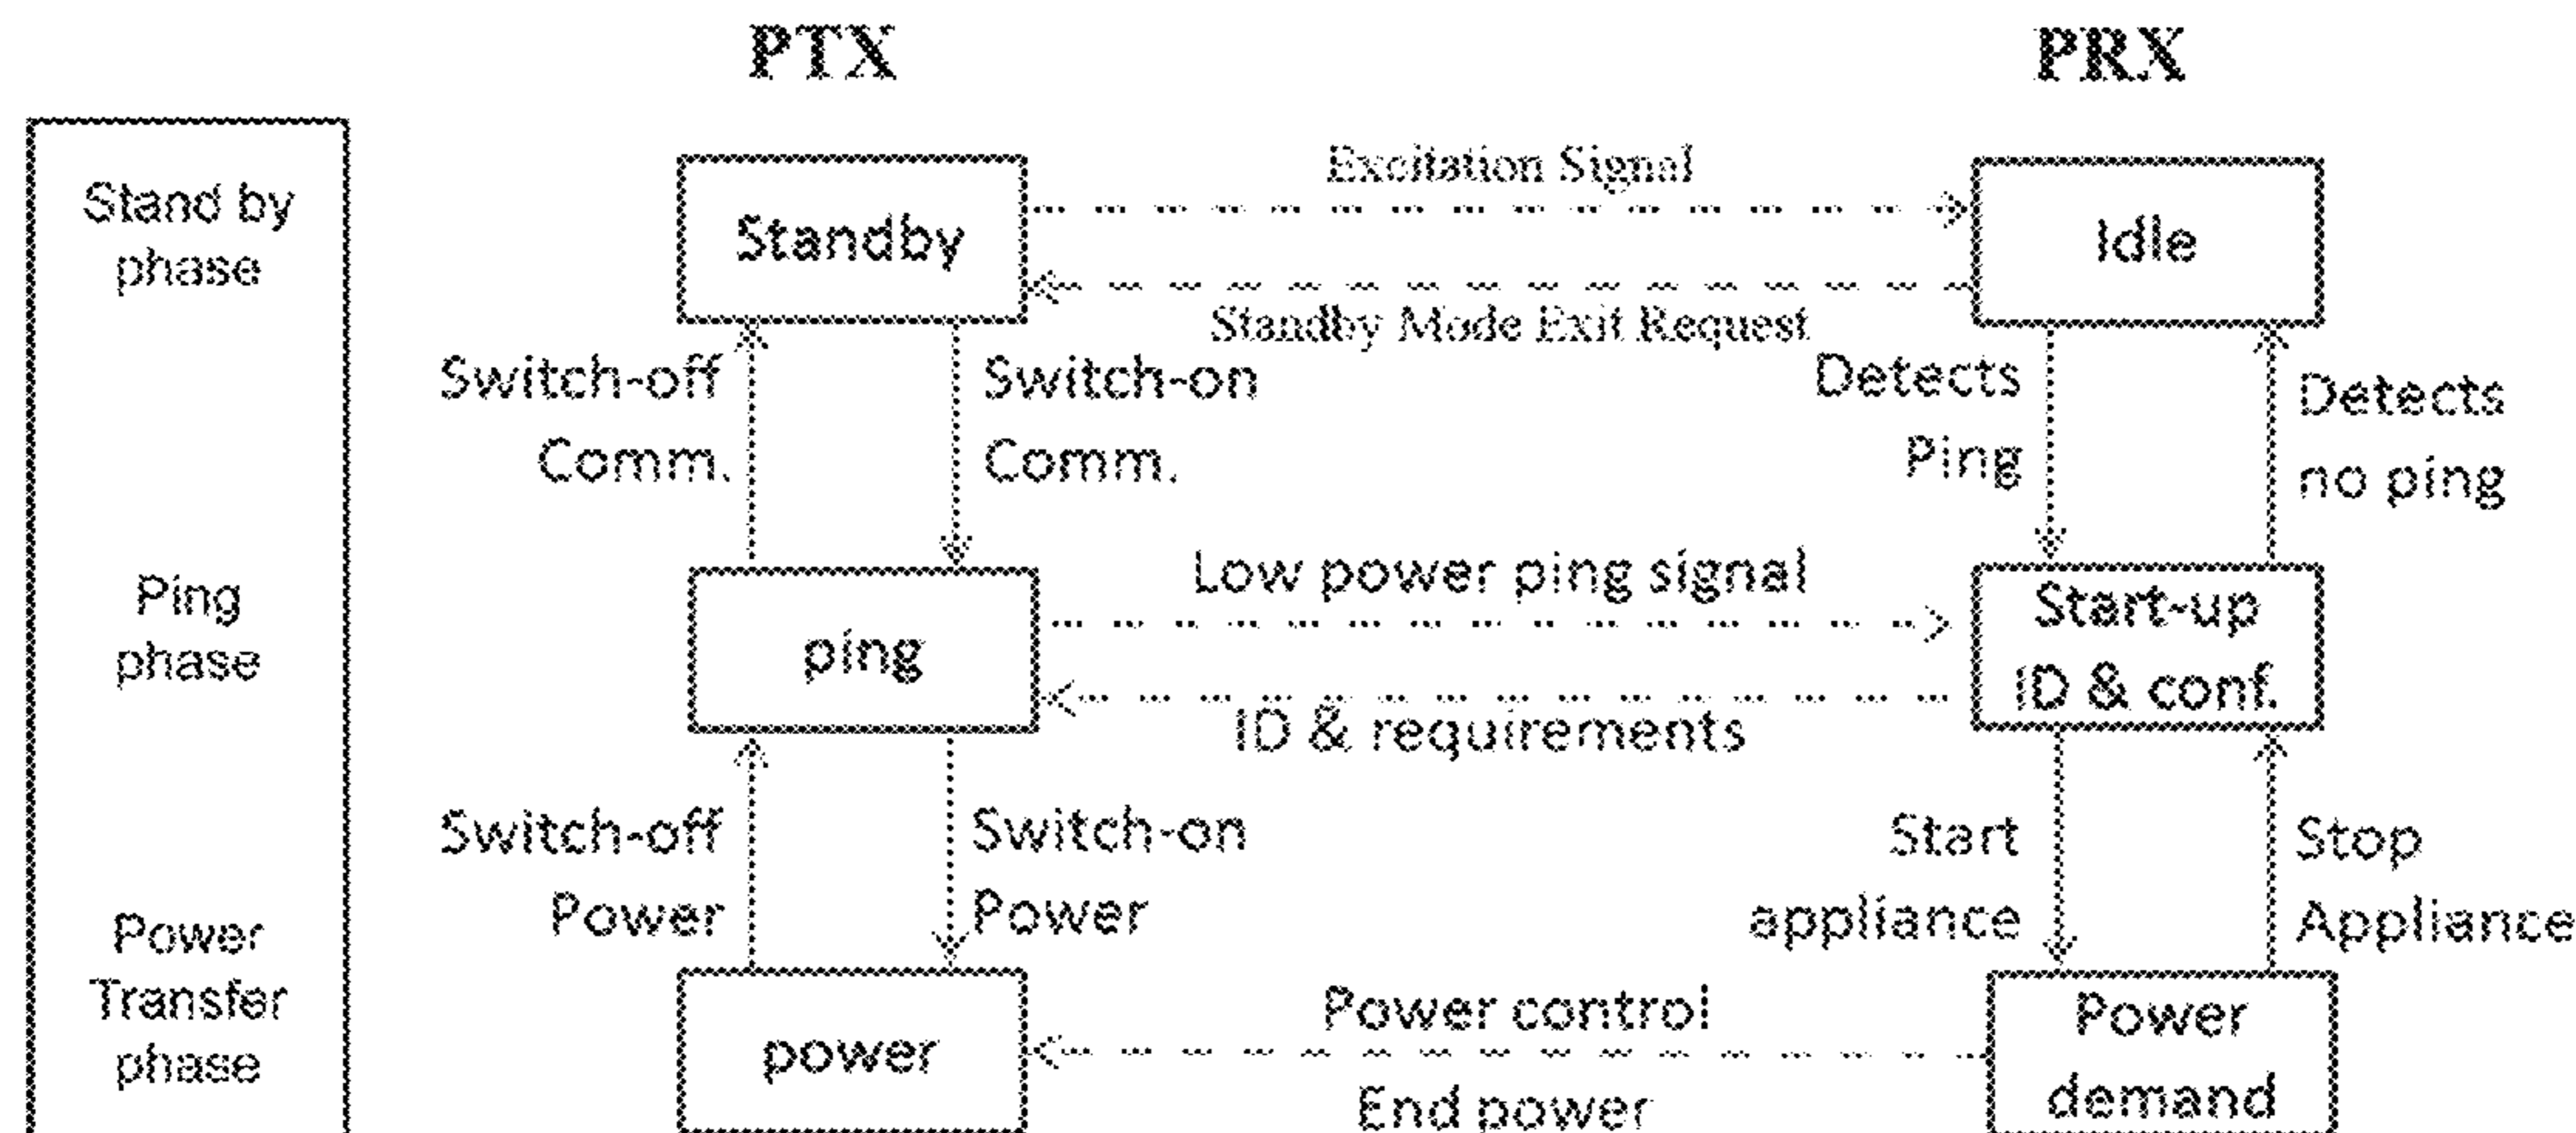 PTX
PRX
Stand by
phase
Standby
Excitation Signal
Idle
Standby Mode Exit Request
Switch-off
Comm.
Switch-on
Comm.
Detects
Ping
Detects
no ping
Ping
phase
ping
Low power ping signal
ID & requirements
Start-up
ID & conf.
Switch-off
Power
Switch-on
Power
Start
appliance
Stop
Appliance
Power
Transfer
phase
power
Power control
End power
Power
demand